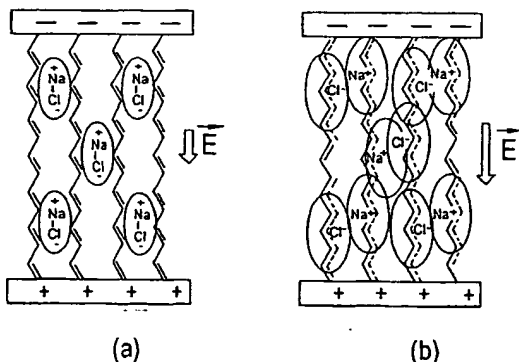 − − − −
− − − −
+
Na
Cl
−
+
Na
Cl
−
Cl⁻
Na⁺
Cl⁻
Na⁺
+
Na
Cl
−
E
Na⁺
Cl⁻
E
+
Na
Cl
−
+
Na
Cl
−
Cl⁻
Na⁺
Cl⁻
Na⁺
+ + + +
+ + + +
(a)
(b)